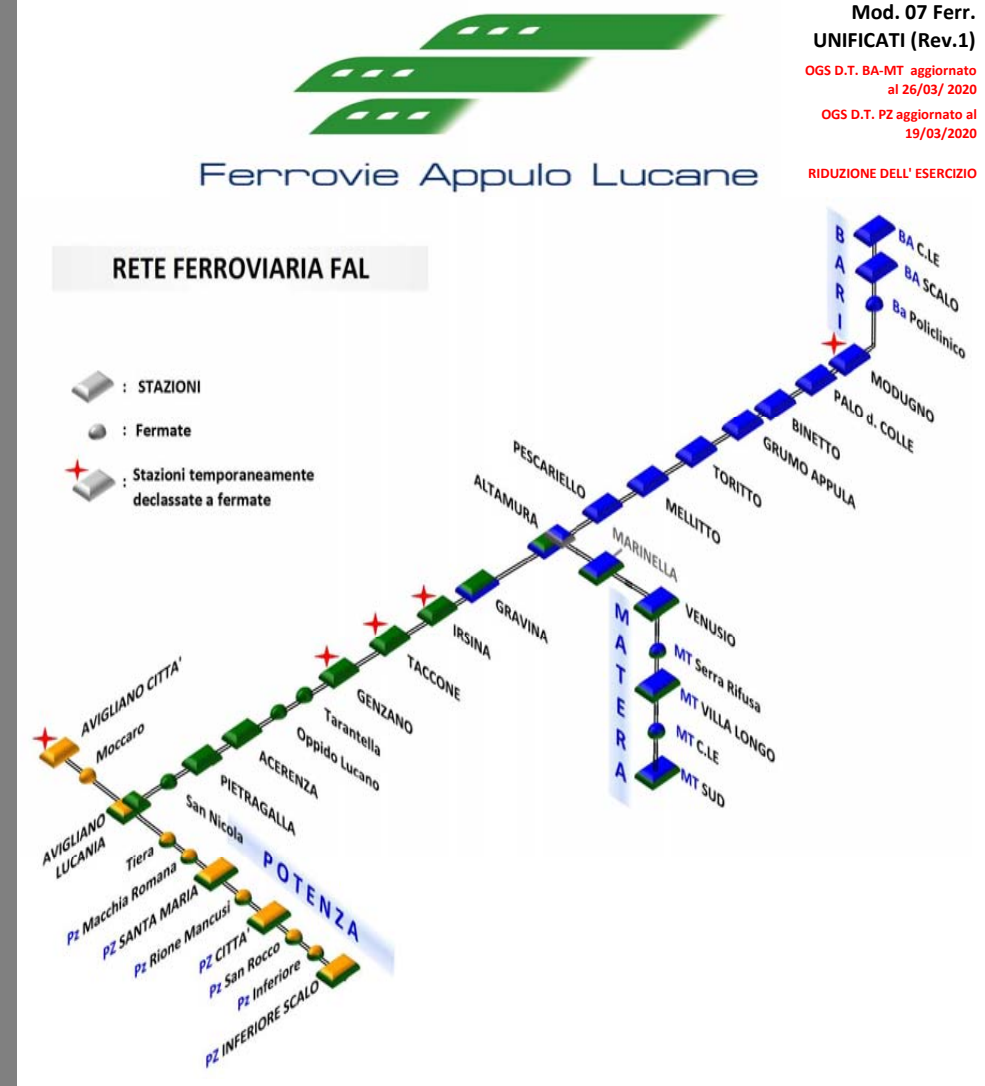 Mod. 07 Ferr.
UNIFICATI (Rev.1)
OGS D.T. BA-MT aggiornato
al 26/03/ 2020
OGS D.T. PZ aggiornato al
19/03/2020
RIDUZIONE DELL' ESERCIZIO
Ferrovie Appulo Lucane
RETE FERROVIARIA FAL
: STAZIONI
: Fermate
: Stazioni temporaneamente
declassate a fermate
BARI
BA C.LE
BA SCALO
Ba Policlinico
MODUGNO
PALO d. COLLE
BINETTO
GRUMO APPULA
TORITTO
MELLITTO
PESCARIELLO
ALTAMURA
MARINELLA
MATERA
VENUSIO
MT Serra Rifusa
MT VILLA LONGO
MT C.LE
MT SUD
GRAVINA
IRSINA
TACCONE
GENZANO
Tarantella
Oppido Lucano
ACERENZA
PIETRAGALLA
San Nicola
AVIGLIANO CITTA'
Moccaro
AVIGLIANO
LUCANIA
POTENZA
Tiera
Pz Macchia Romana
PZ SANTA MARIA
Pz Rione Mancusi
PZ CITTA'
Pz San Rocco
Pz Inferiore
PZ INFERIORE SCALO